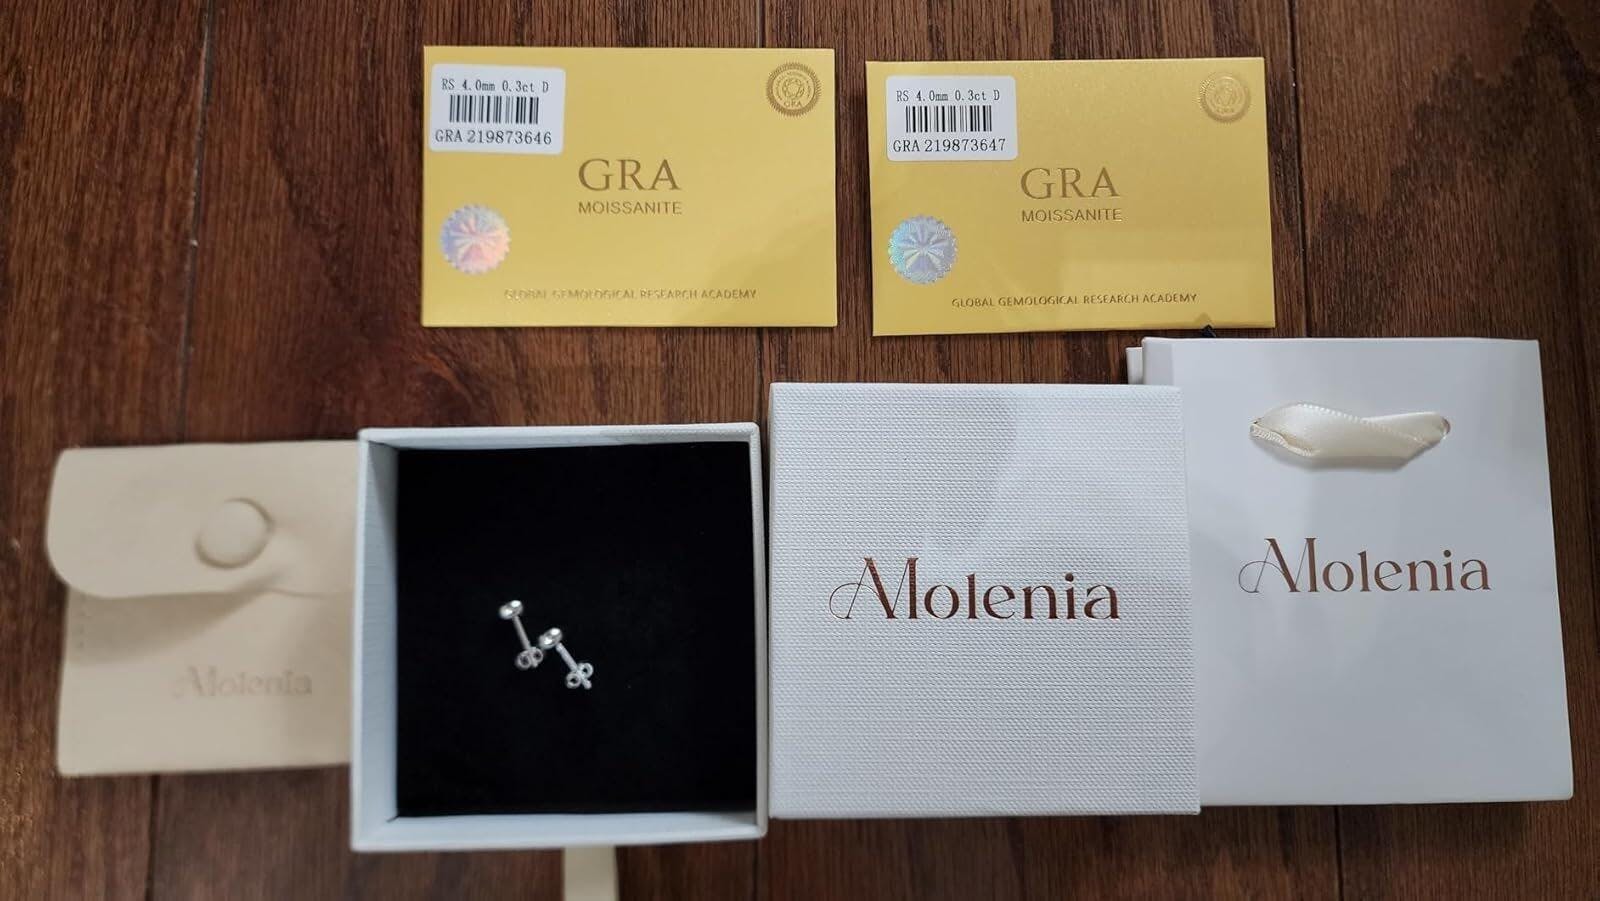 RS 4.0mm 0.3ct D
GRA 219873646
GRA
GRA
MOISSANITE
GLOBAL GEMOLOGICAL RESEARCH ACADEMY
RS 4.0mm 0.3ct D
GRA 219873647
GRA
MOISSANITE
GLOBAL GEMOLOGICAL RESEARCH ACADEMY
Molenia
Molenia
Molenia